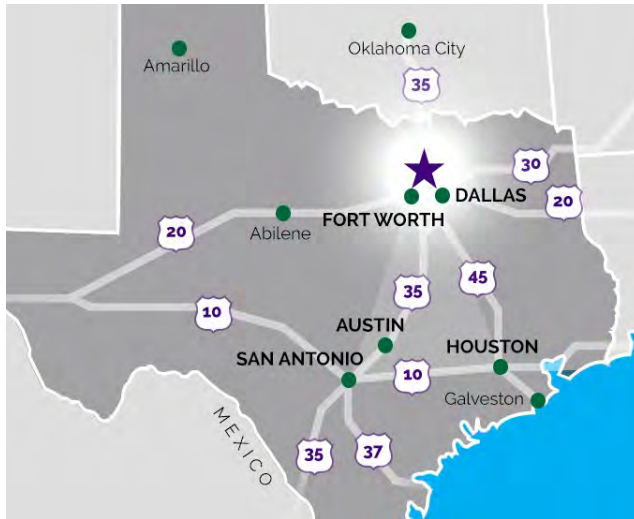 Oklahoma City
Amarillo
35
30
DALLAS
20
FORT WORTH
Abilene
20
45
35
10
AUSTIN
HOUSTON
SAN ANTONIO
10
Galveston
MEXICO
35
37